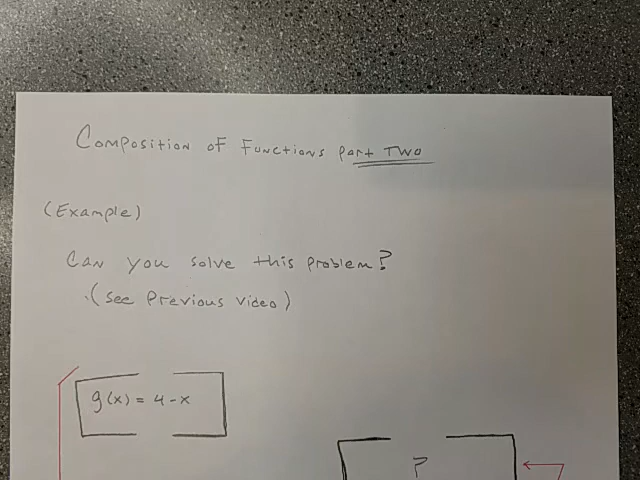 Composition of Functions part TWO
(Example)
Can you solve this problem?
(see Previous video)
g(x) = 4 - x
?